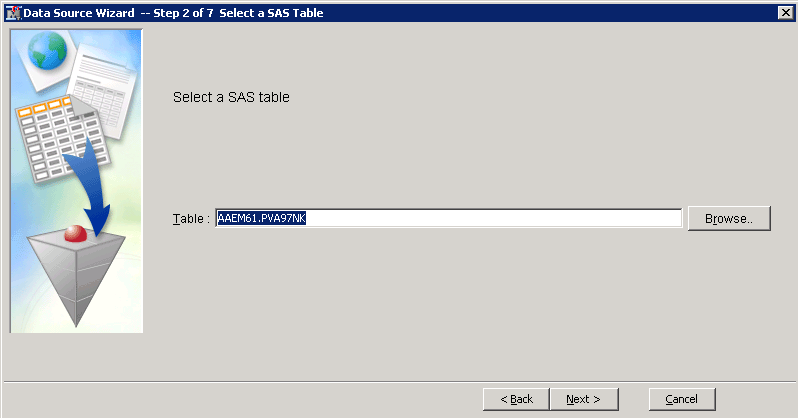 Data Source Wizard -- Step 2 of 7 Select a SAS Table
Select a SAS table
Table : AAEM61.PVA97NK Browse..
< Back Next > Cancel